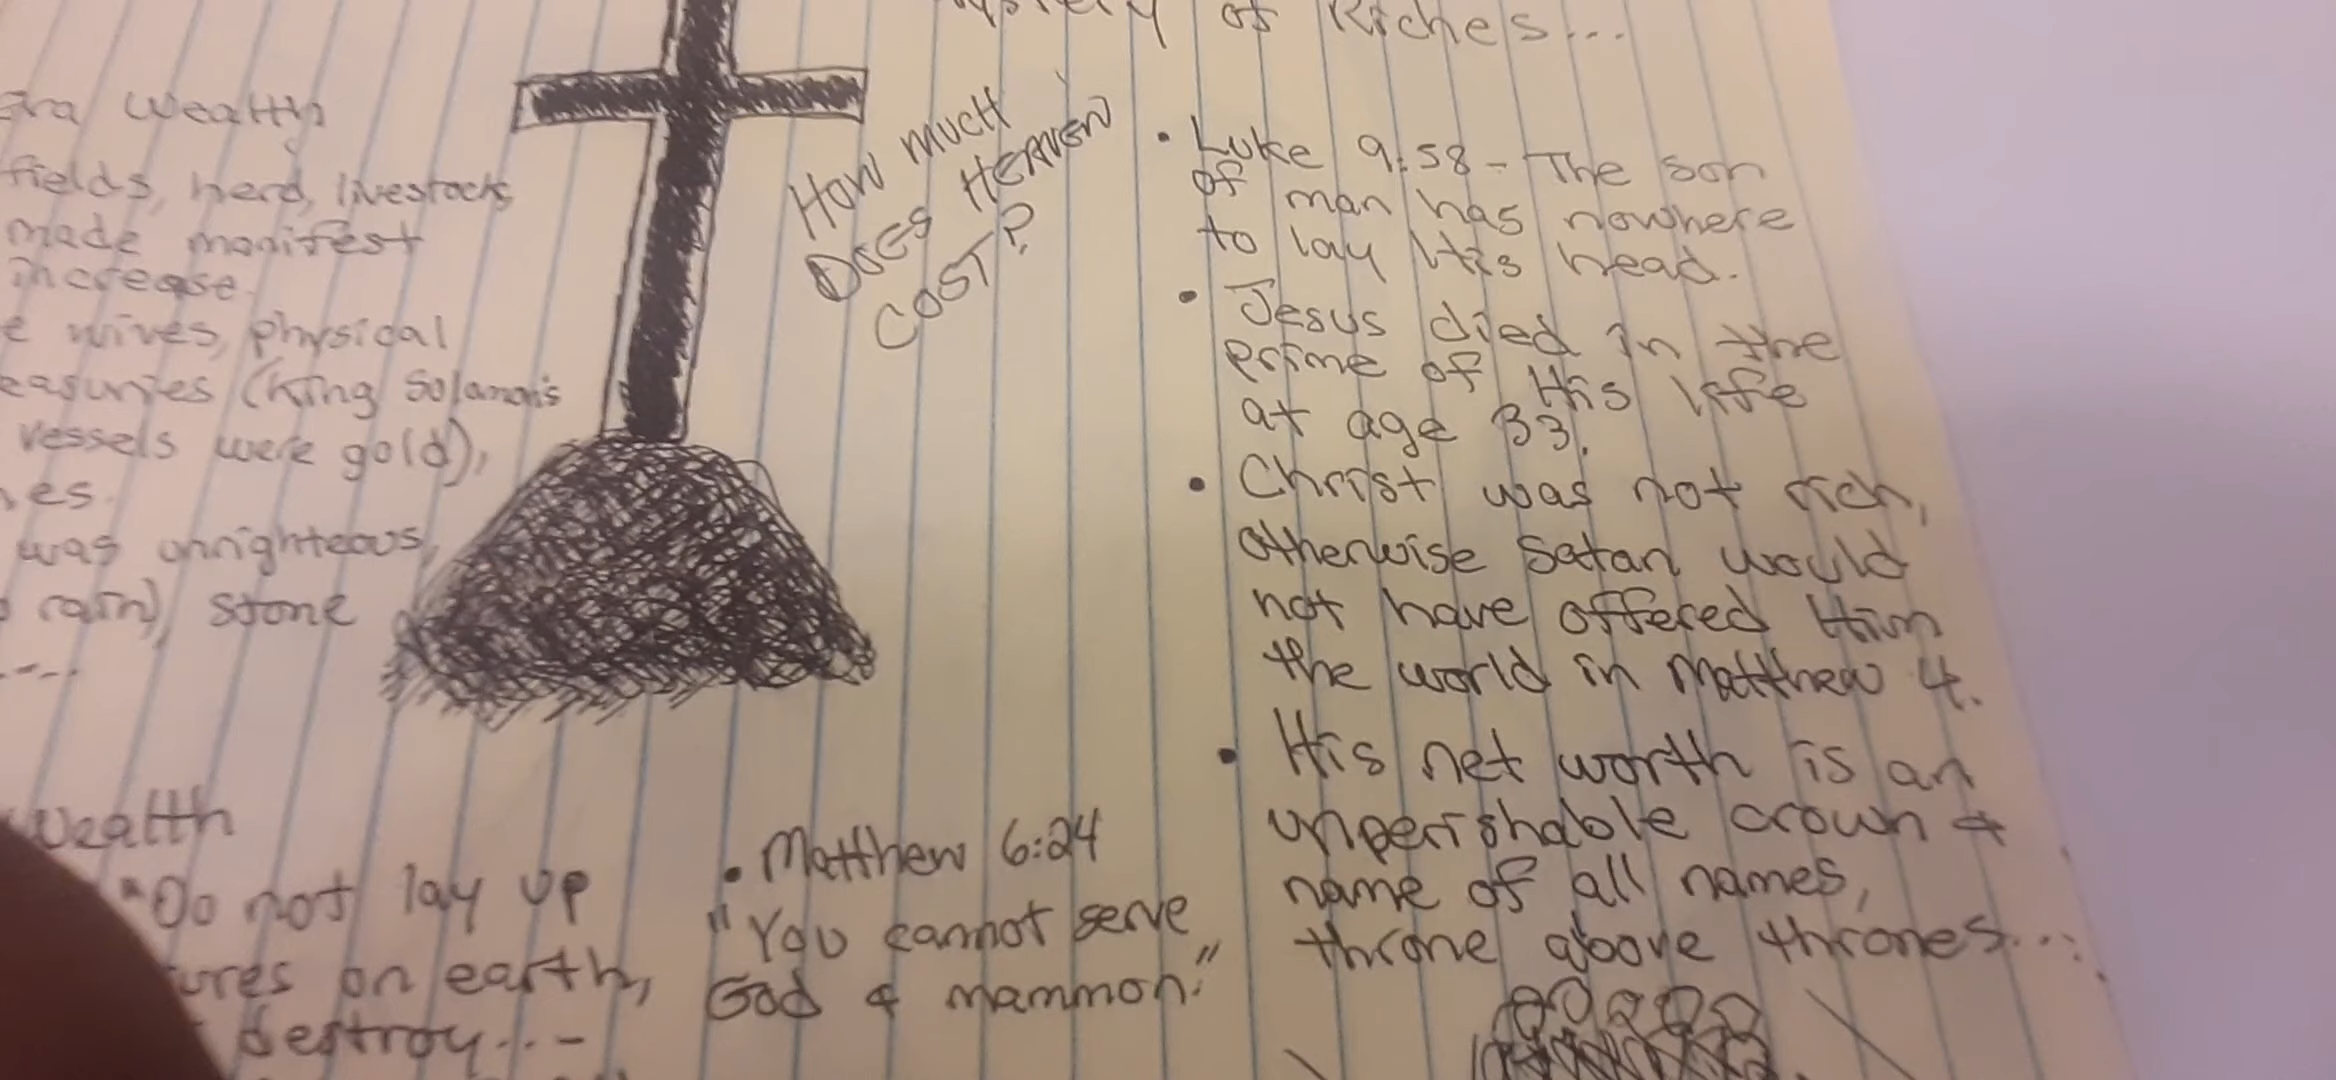 of Riches...
Wealth
fields, herd, livestock,
made manifest
increase.
wives, physical
(King Solomon's
vessels were gold),
was unrighteous,
rain), stone
HOW MUCH
DOES HEAVEN
COST?
• Luke 9:58 - The son
of man has nowhere
to lay His head.
• Jesus died in the
prime of His life
at age 33.
• Christ was not rich,
otherwise Satan would
not have offered Him
the world in Matthew 4.
• His net worth is an
unperishable crown &
name of all names,
throne above thrones...
Wealth
"Do not lay up
on earth,
destroy...-
• Matthew 6:24
"You cannot serve
God & mammon."